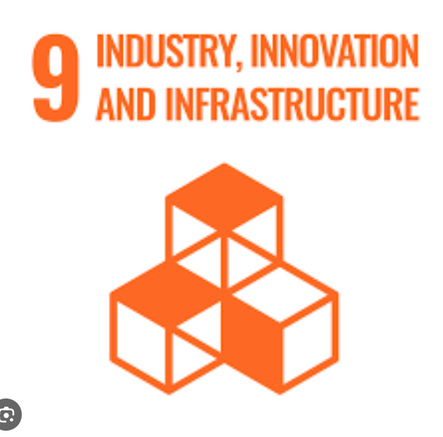 9 INDUSTRY, INNOVATION
AND INFRASTRUCTURE